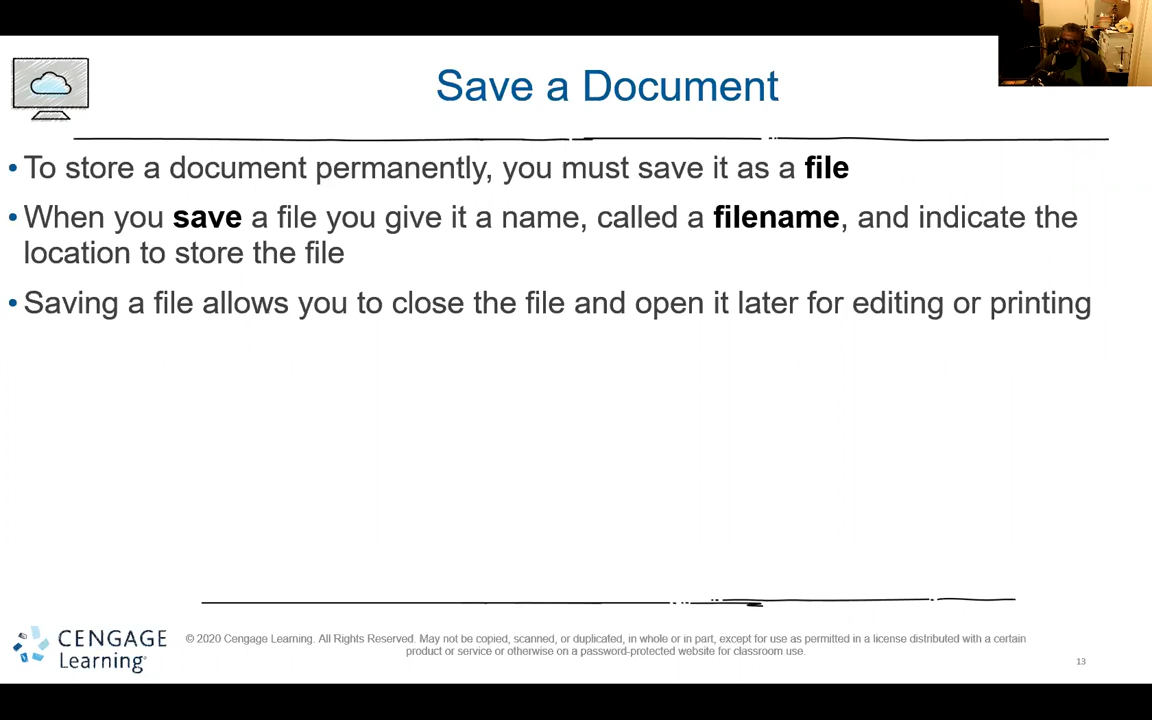 Save a Document
• To store a document permanently, you must save it as a file
• When you save a file you give it a name, called a filename, and indicate the
location to store the file
• Saving a file allows you to close the file and open it later for editing or printing
CENGAGE
Learning
© 2020 Cengage Learning. All Rights Reserved. May not be copied, scanned, or duplicated, in whole or in part, except for use as permitted in a license distributed with a certain
product or service or otherwise on a password-protected website for classroom use.
13